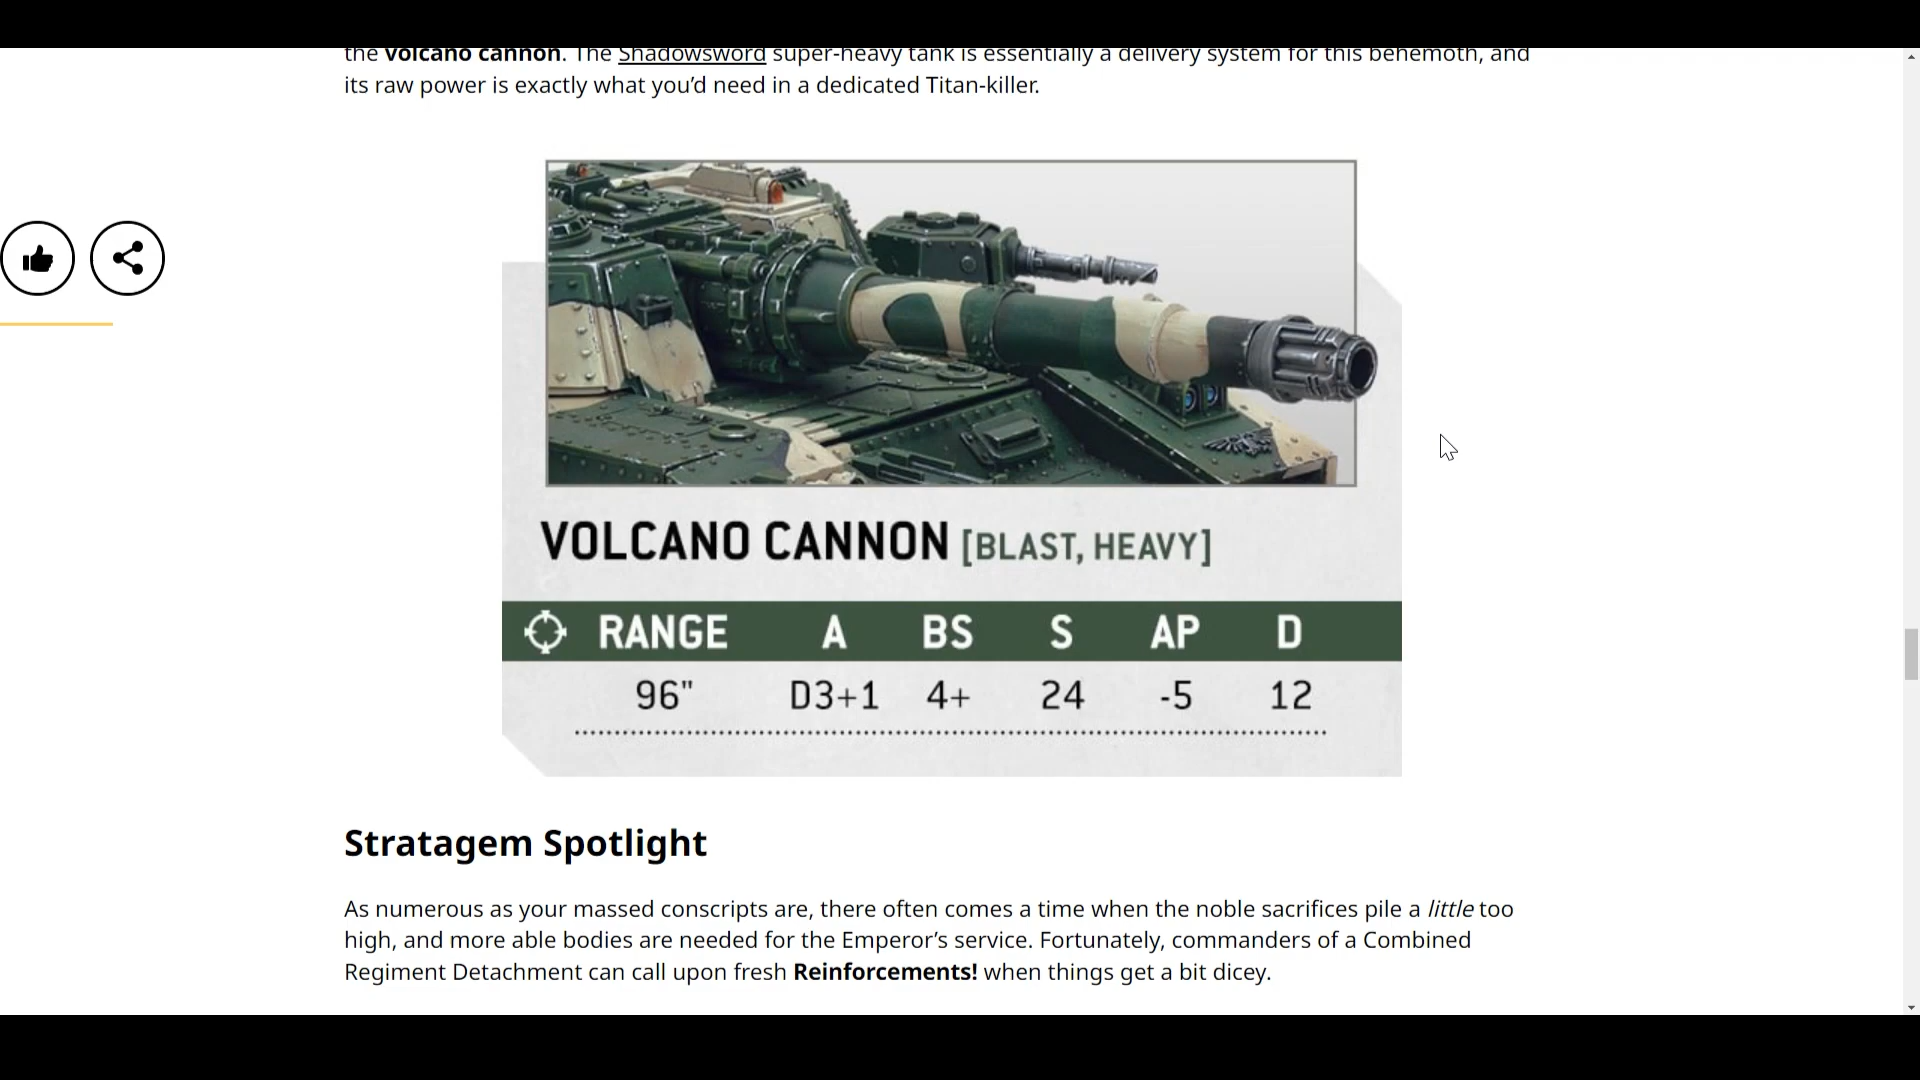 the volcano cannon. The Shadowsword super-heavy tank is essentially a delivery system for this behemoth, and
its raw power is exactly what you’d need in a dedicated Titan-killer.
VOLCANO CANNON [BLAST, HEAVY]
RANGE A BS S AP D
96" D3+1 4+ 24 -5 12
Stratagem Spotlight
As numerous as your massed conscripts are, there often comes a time when the noble sacrifices pile a little too
high, and more able bodies are needed for the Emperor’s service. Fortunately, commanders of a Combined
Regiment Detachment can call upon fresh Reinforcements! when things get a bit dicey.